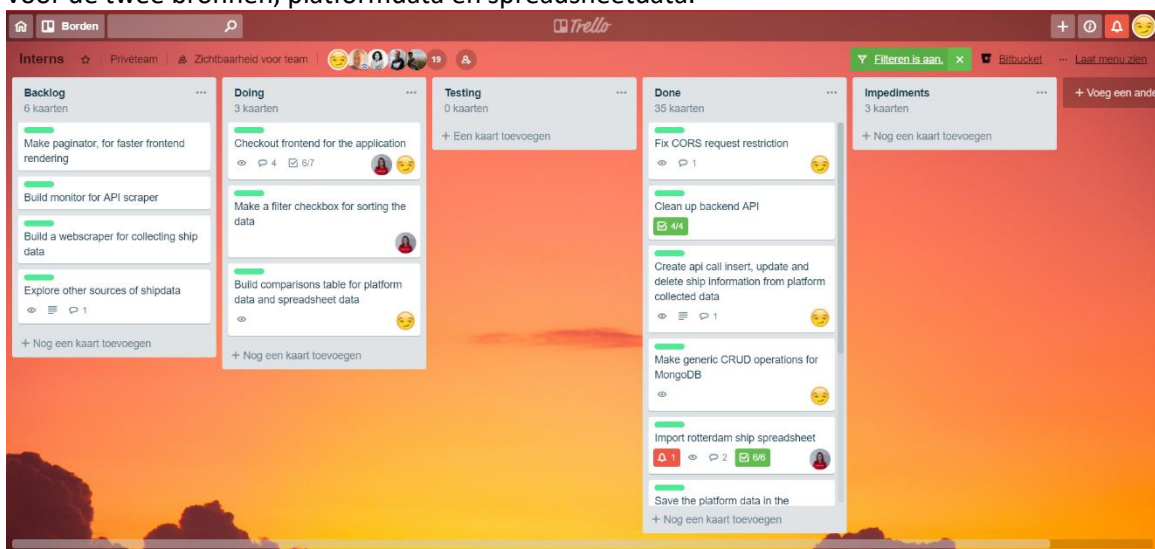 voor de twee bronnen, platformdata en spreadsheetdata.
Borden
Trello
Interns
Privéteam
Zichtbaarheid voor team
19
Filteren is aan.
Bitbucket
Laat menu zien
Backlog
6 kaarten
Make paginator, for faster frontend
rendering
Build monitor for API scraper
Build a webscraper for collecting ship
data
Explore other sources of shipdata
1
+ Nog een kaart toevoegen
Doing
3 kaarten
Checkout frontend for the application
4 6/7
Make a filter checkbox for sorting the
data
Build comparisons table for platform
data and spreadsheet data
+ Nog een kaart toevoegen
Testing
0 kaarten
+ Een kaart toevoegen
Done
35 kaarten
Fix CORS request restriction
1
Clean up backend API
4/4
Create api call insert, update and
delete ship information from platform
collected data
1
Make generic CRUD operations for
MongoDB
Import rotterdam ship spreadsheet
1 2 6/6
Save the platform data in the
+ Nog een kaart toevoegen
Impediments
3 kaarten
+ Nog een kaart toevoegen
+ Voeg een ande